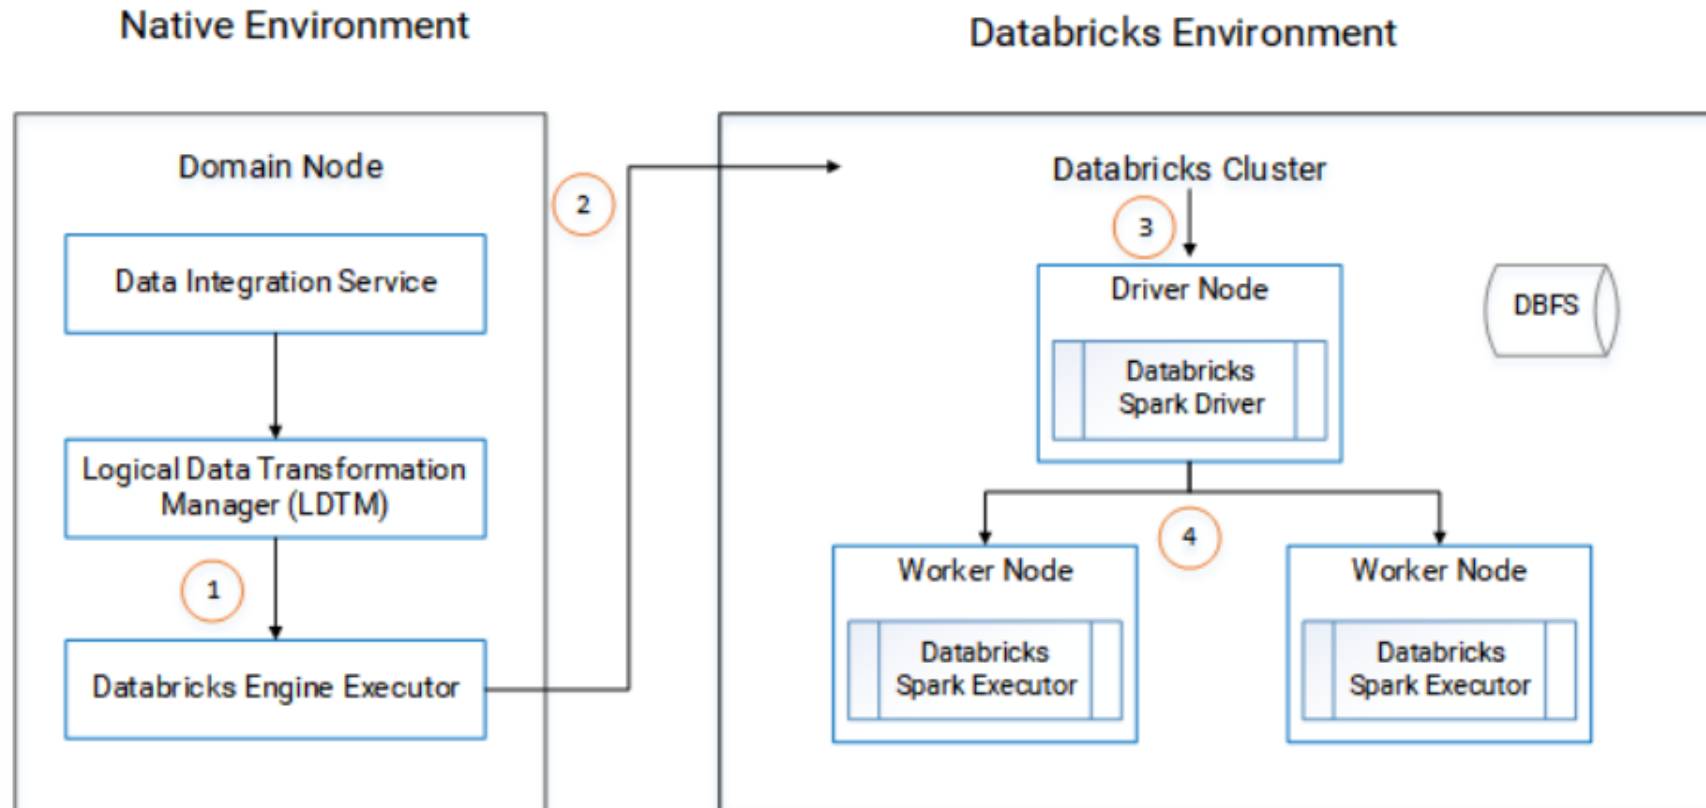 Native Environment
Databricks Environment
Domain Node
Data Integration Service
Logical Data Transformation
Manager (LDTM)
1
Databricks Engine Executor
2
Databricks Cluster
3
Driver Node
Databricks
Spark Driver
DBFS
4
Worker Node
Databricks
Spark Executor
Worker Node
Databricks
Spark Executor